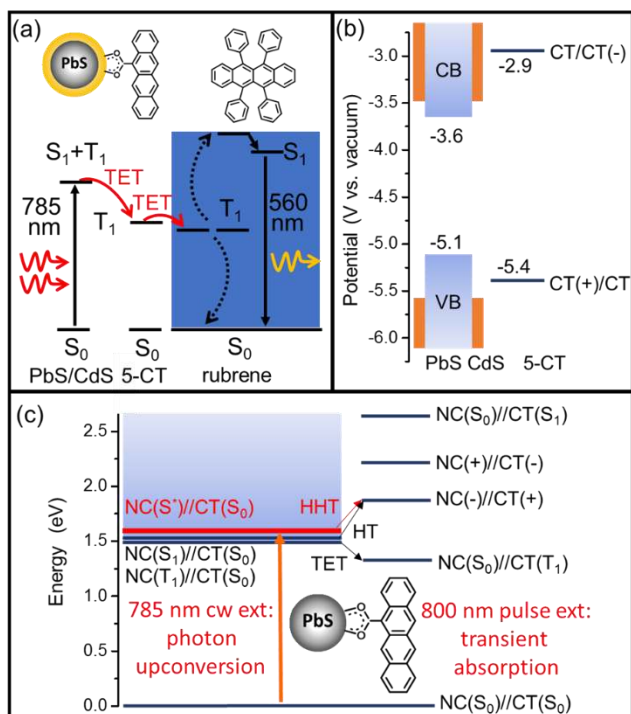 (a)
PbS
S₁+T₁
TET
TET
785
nm
T₁
T₁
S₁
560
nm
S₀
S₀
S₀
PbS/CdS 5-CT rubrene
(b)
Potential (V vs. vacuum)
-3.0
-3.5
-4.0
-4.5
-5.0
-5.5
-6.0
CB
-3.6
-2.9
CT/CT(-)
-5.1
VB
-5.4
CT(+)/CT
PbS CdS 5-CT
(c)
Energy (eV)
2.5
2.0
1.5
1.0
0.5
0.0
NC(S₀)//CT(S₁)
NC(+)//CT(-)
NC(S*)//CT(S₀)
HHT
NC(-)//CT(+)
HT
NC(S₁)//CT(S₀)
NC(T₁)//CT(S₀)
TET
NC(S₀)//CT(T₁)
785 nm cw ext:
photon
upconversion
PbS
800 nm pulse ext:
transient
absorption
NC(S₀)//CT(S₀)